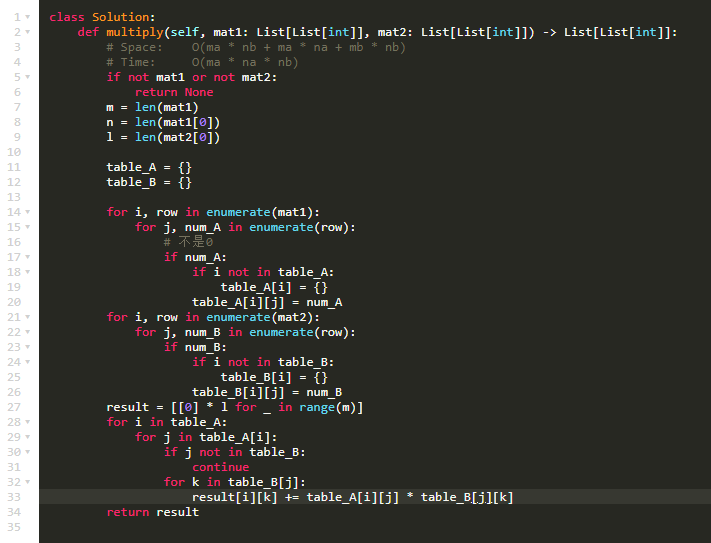 1 class Solution:
2     def multiply(self, mat1: List[List[int]], mat2: List[List[int]]) -> List[List[int]]:
3         # Space:    O(ma * nb + ma * na + mb * nb)
4         # Time:     O(ma * na * nb)
5         if not mat1 or not mat2:
6             return None
7         m = len(mat1)
8         n = len(mat1[0])
9         l = len(mat2[0])
10
11         table_A = {}
12         table_B = {}
13
14         for i, row in enumerate(mat1):
15             for j, num_A in enumerate(row):
16                 # 不是0
17                 if num_A:
18                     if i not in table_A:
19                         table_A[i] = {}
20                     table_A[i][j] = num_A
21         for i, row in enumerate(mat2):
22             for j, num_B in enumerate(row):
23                 if num_B:
24                     if i not in table_B:
25                         table_B[i] = {}
26                     table_B[i][j] = num_B
27         result = [[0] * l for _ in range(m)]
28         for i in table_A:
29             for j in table_A[i]:
30                 if j not in table_B:
31                     continue
32                 for k in table_B[j]:
33                     result[i][k] += table_A[i][j] * table_B[j][k]
34         return result
35